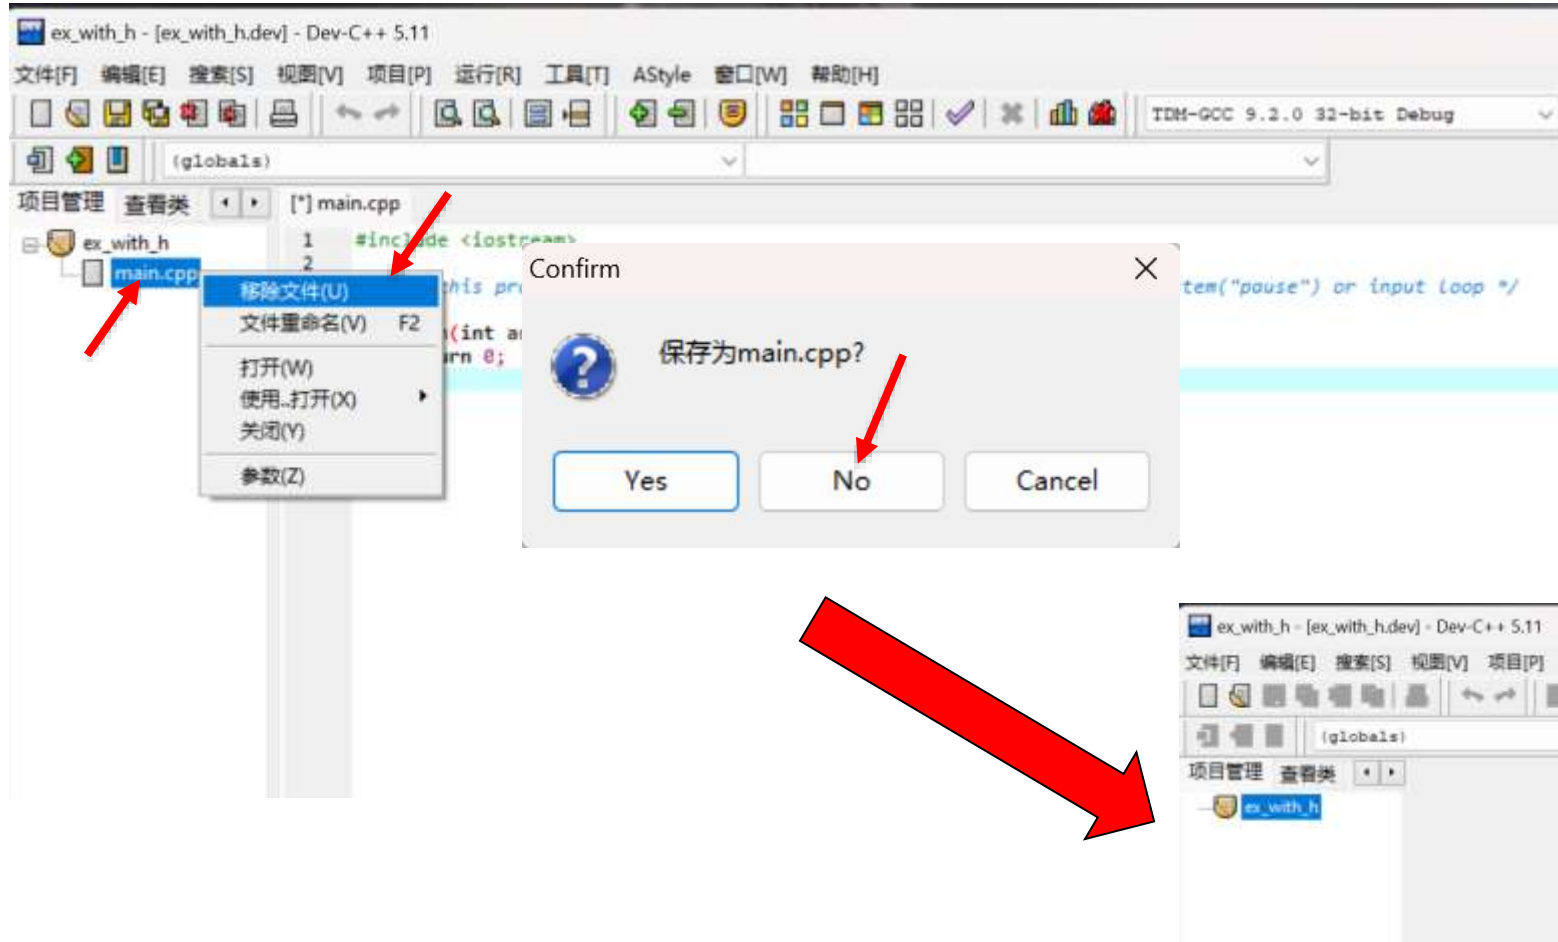 ex_with_h - [ex_with_h.dev] - Dev-C++ 5.11
文件[F] 编辑[E] 搜索[S] 视图[V] 项目[P] 运行[R] 工具[T] AStyle 窗口[W] 帮助[H]
TDM-GCC 9.2.0 32-bit Debug
(globals)
项目管理 查看类 [*] main.cpp
ex_with_h
main.cpp
1 #include <iostream>
2
his pr tem("pause") or input loop */
(int a
urn 0;
移除文件(U)
文件重命名(V) F2
打开(W)
使用..打开(X)
关闭(Y)
参数(Z)
Confirm
保存为main.cpp?
Yes No Cancel
ex_with_h - [ex_with_h.dev] - Dev-C++ 5.11
文件[F] 编辑[E] 搜索[S] 视图[V] 项目[P]
(globals)
项目管理 查看类
ex_with_h